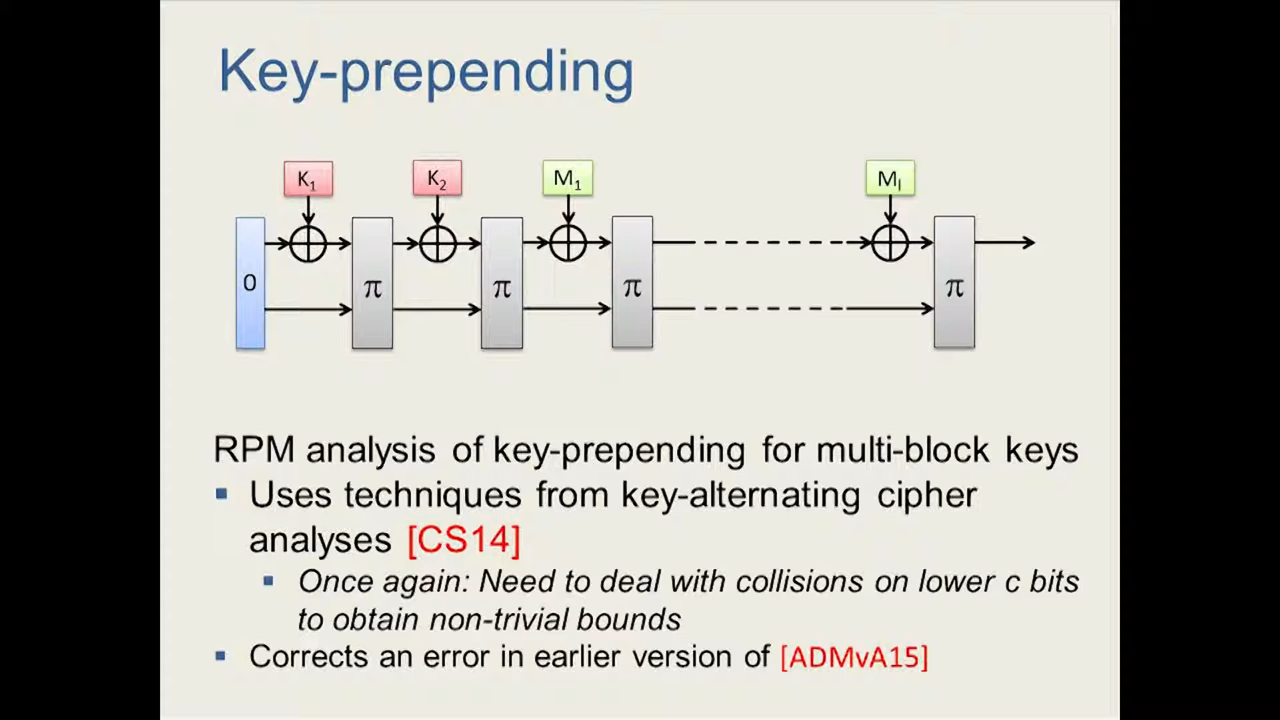 Key-prepending
K1 K2 M1 Ml
0 π π π π
RPM analysis of key-prepending for multi-block keys
▪ Uses techniques from key-alternating cipher
analyses [CS14]
▪ Once again: Need to deal with collisions on lower c bits
to obtain non-trivial bounds
▪ Corrects an error in earlier version of [ADMvA15]